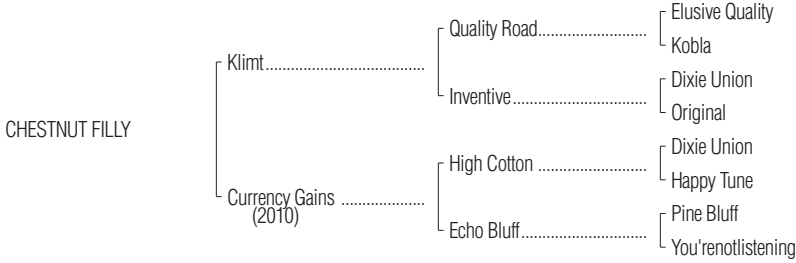 Elusive Quality
Quality Road..........................
Kobla
Klimt......................................
Dixie Union
Inventive................................
Original
CHESTNUT FILLY
Dixie Union
High Cotton ..........................
Happy Tune
Currency Gains ....................
(2010)
Pine Bluff
Echo Bluff..............................
You'renotlistening